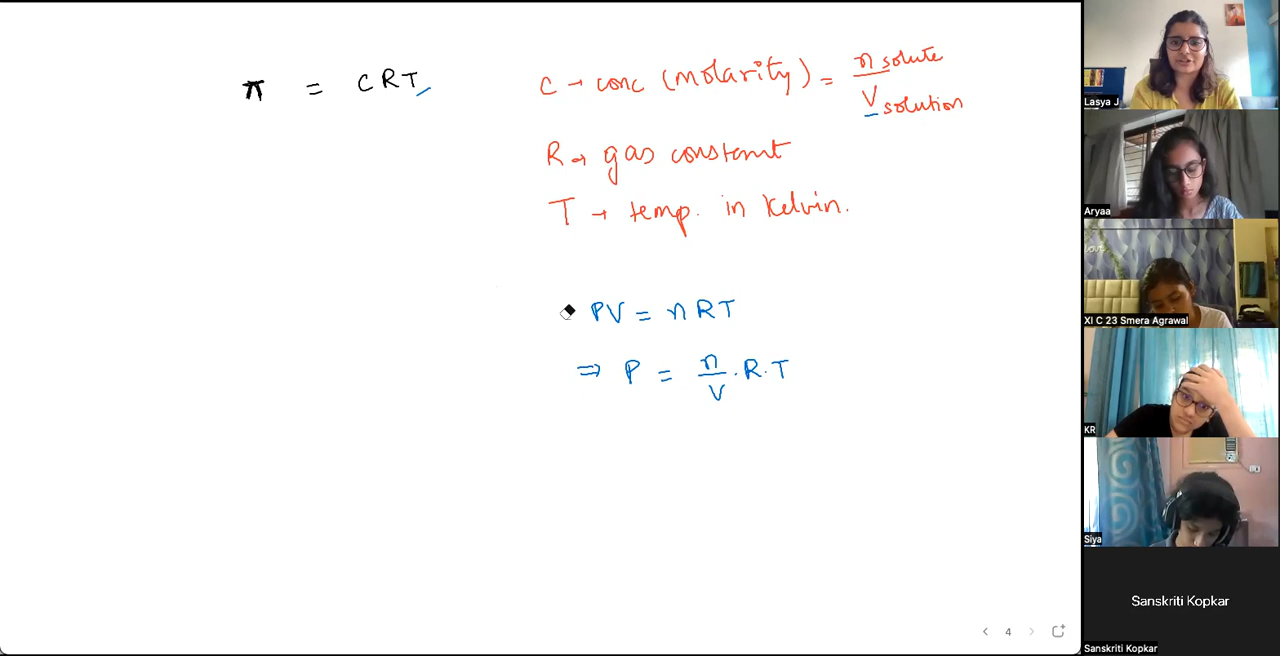 π = CRT
C → conc (molarity) = n solute / V solution
R → gas constant
T → temp. in Kelvin.
PV = nRT
⇒ P = n/V . R . T
4
Lasya J
Aryaa
XI C 23 Smera Agrawal
KR
Siya
Sanskriti Kopkar
Sanskriti Kopkar